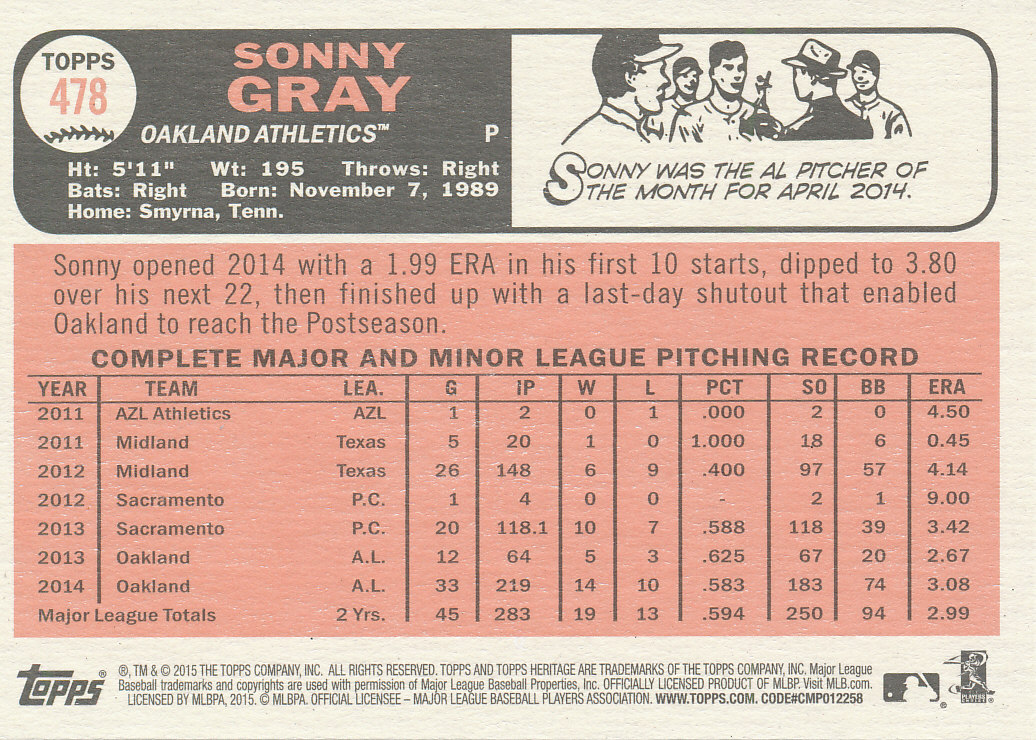 TOPPS
478
SONNY
GRAY
OAKLAND ATHLETICS™ P
Ht: 5'11" Wt: 195 Throws: Right
Bats: Right Born: November 7, 1989
Home: Smyrna, Tenn.
SONNY WAS THE AL PITCHER OF
THE MONTH FOR APRIL 2014.
Sonny opened 2014 with a 1.99 ERA in his first 10 starts, dipped to 3.80
over his next 22, then finished up with a last-day shutout that enabled
Oakland to reach the Postseason.
COMPLETE MAJOR AND MINOR LEAGUE PITCHING RECORD
YEAR TEAM LEA. G IP W L PCT SO BB ERA
2011 AZL Athletics AZL 1 2 0 1 .000 2 0 4.50
2011 Midland Texas 5 20 1 0 1.000 18 6 0.45
2012 Midland Texas 26 148 6 9 .400 97 57 4.14
2012 Sacramento P.C. 1 4 0 0 - 2 1 9.00
2013 Sacramento P.C. 20 118.1 10 7 .588 118 39 3.42
2013 Oakland A.L. 12 64 5 3 .625 67 20 2.67
2014 Oakland A.L. 33 219 14 10 .583 183 74 3.08
Major League Totals 2 Yrs. 45 283 19 13 .594 250 94 2.99
Topps®
®, TM & © 2015 THE TOPPS COMPANY, INC. ALL RIGHTS RESERVED. TOPPS AND TOPPS HERITAGE ARE TRADEMARKS OF THE TOPPS COMPANY, INC. Major League
Baseball trademarks and copyrights are used with permission of Major League Baseball Properties, Inc. OFFICIALLY LICENSED PRODUCT OF MLBP. Visit MLB.com.
LICENSED BY MLBPA, 2015. © MLBPA. OFFICIAL LICENSEE – MAJOR LEAGUE BASEBALL PLAYERS ASSOCIATION. WWW.TOPPS.COM. CODE#CMP012258